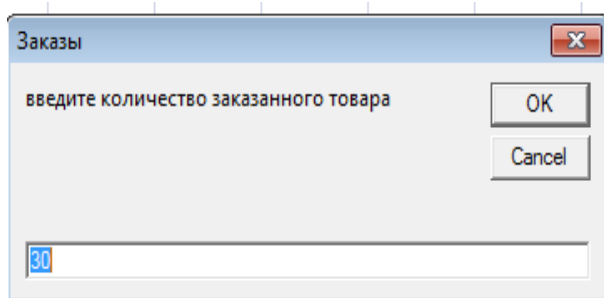 Заказы
введите количество заказанного товара
OK
Cancel
30